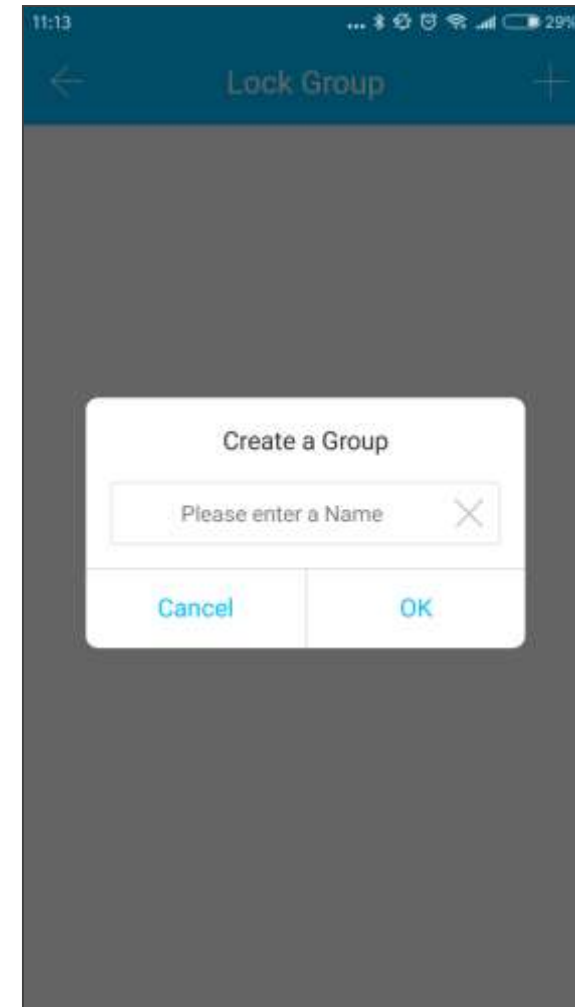 11:13 ... 29%
Lock Group
Create a Group
Please enter a Name
Cancel OK